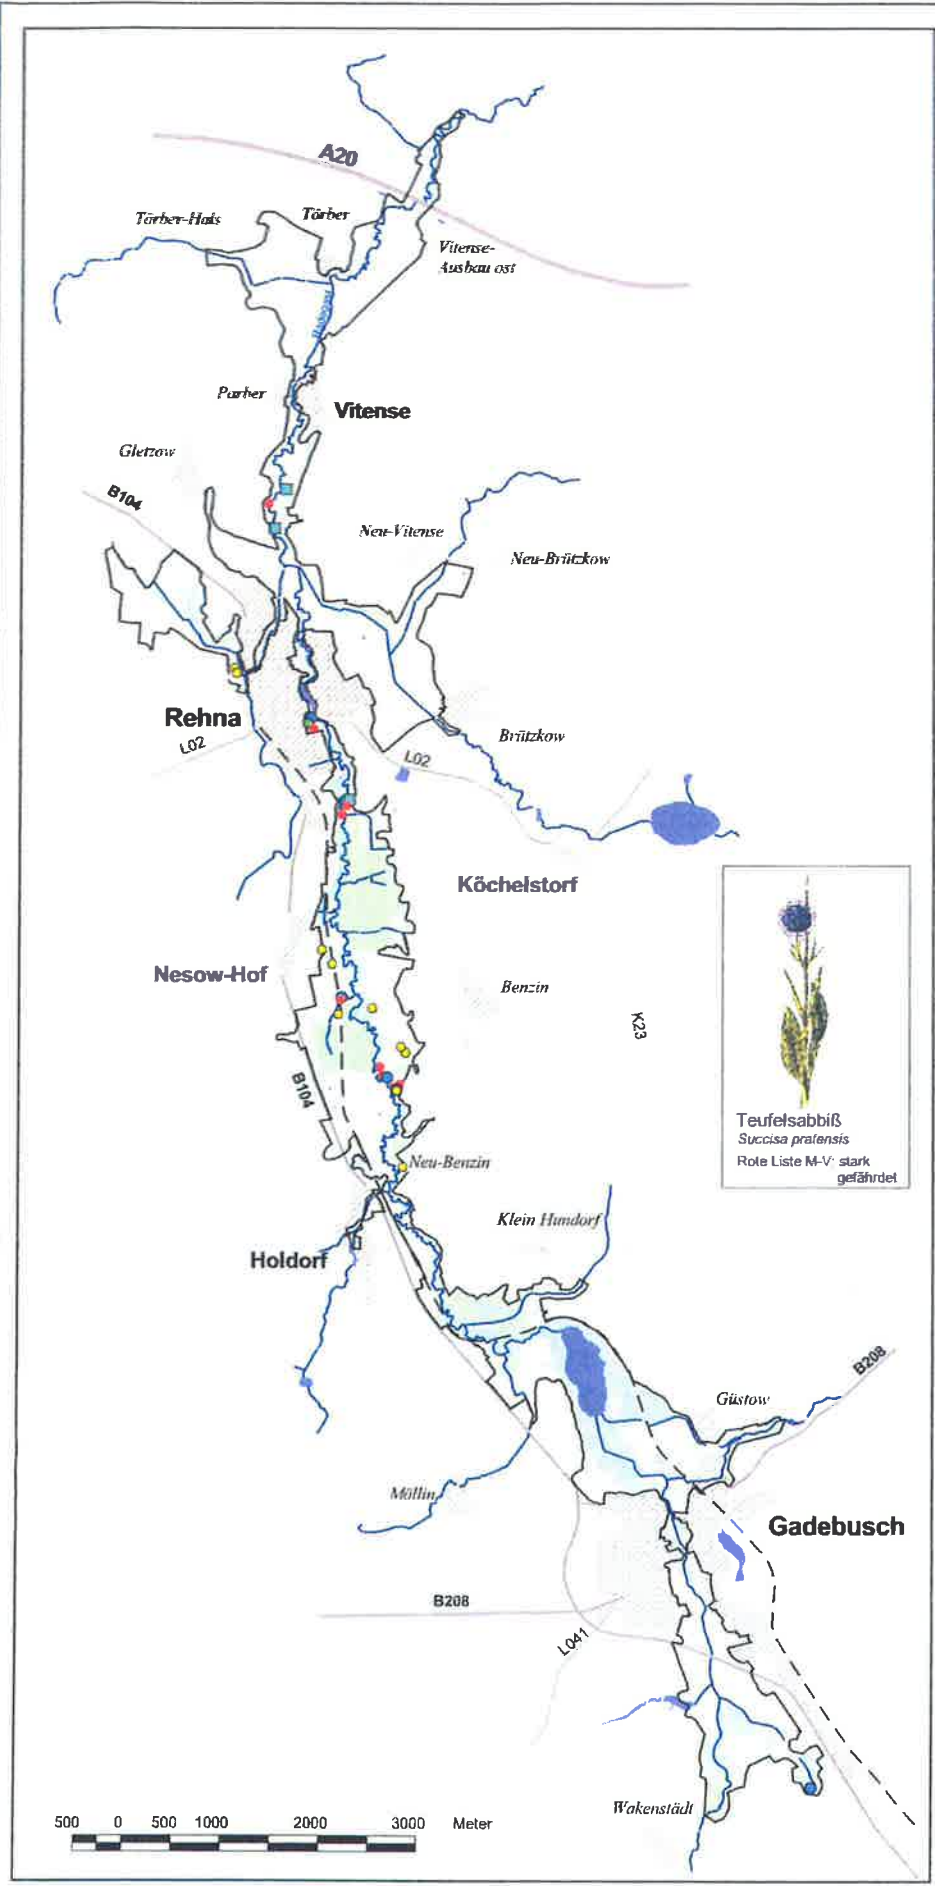 A20
Törber-Hals
Törber
Vitense-
Ausbau ost
Radegast
Parber
Vitense
Gletzow
B104
Neu-Vitense
Neu-Brützkow
Rehna
L02
Brützkow
L02
Köchelstorf
Nesow-Hof
Benzin
K23
B104
Teufelsabbiß
Succisa pratensis
Rote Liste M-V: stark
gefährdet
Neu-Benzin
Klein Hundorf
Holdorf
B208
Güstow
Möllin
Gadebusch
B208
L041
Wakenstädt
500 0 500 1000 2000 3000 Meter